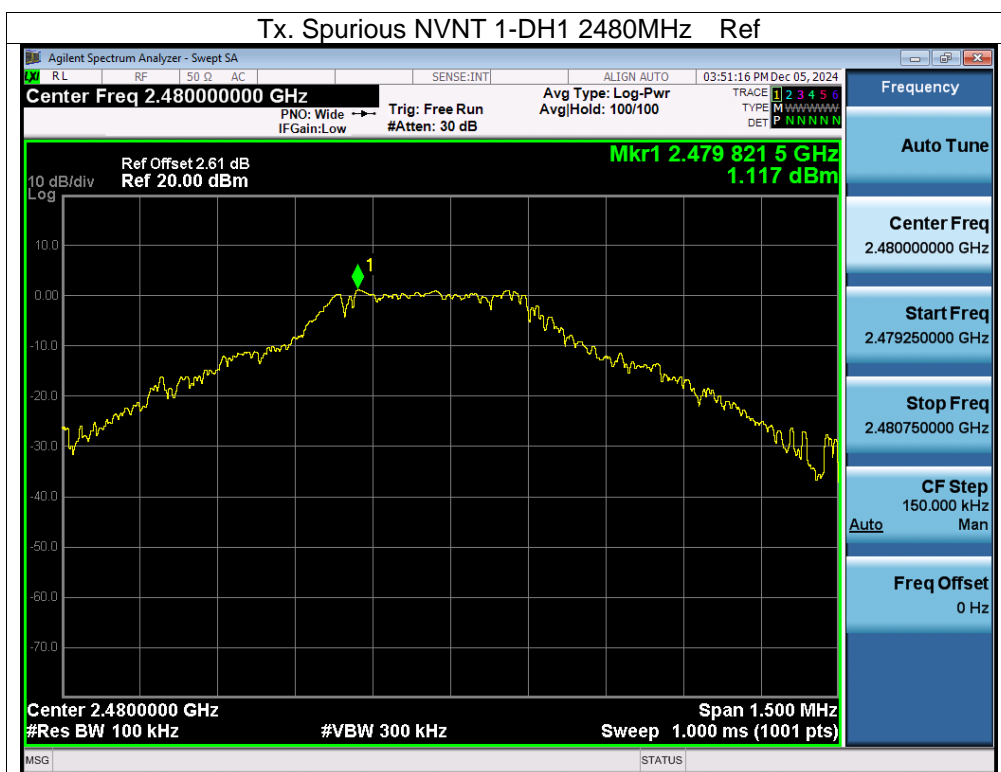 Tx. Spurious NVNT 1-DH1 2480MHz Ref
Agilent Spectrum Analyzer - Swept SA
LXI RL RF 50 Ω AC SENSE:INT ALIGN AUTO 03:51:16 PM Dec 05, 2024
Center Freq 2.480000000 GHz
PNO: Wide
IFGain:Low
Trig: Free Run
#Atten: 30 dB
Avg Type: Log-Pwr
Avg|Hold: 100/100
TRACE 1 2 3 4 5 6
TYPE M WWWWW
DET P N N N N N
Ref Offset 2.61 dB
10 dB/div Ref 20.00 dBm
Log
Mkr1 2.479 821 5 GHz
1.117 dBm
1
10.0
0.00
-10.0
-20.0
-30.0
-40.0
-50.0
-60.0
-70.0
Center 2.4800000 GHz Span 1.500 MHz
#Res BW 100 kHz #VBW 300 kHz Sweep 1.000 ms (1001 pts)
MSG STATUS
Frequency
Auto Tune
Center Freq
2.480000000 GHz
Start Freq
2.479250000 GHz
Stop Freq
2.480750000 GHz
CF Step
150.000 kHz
Auto Man
Freq Offset
0 Hz